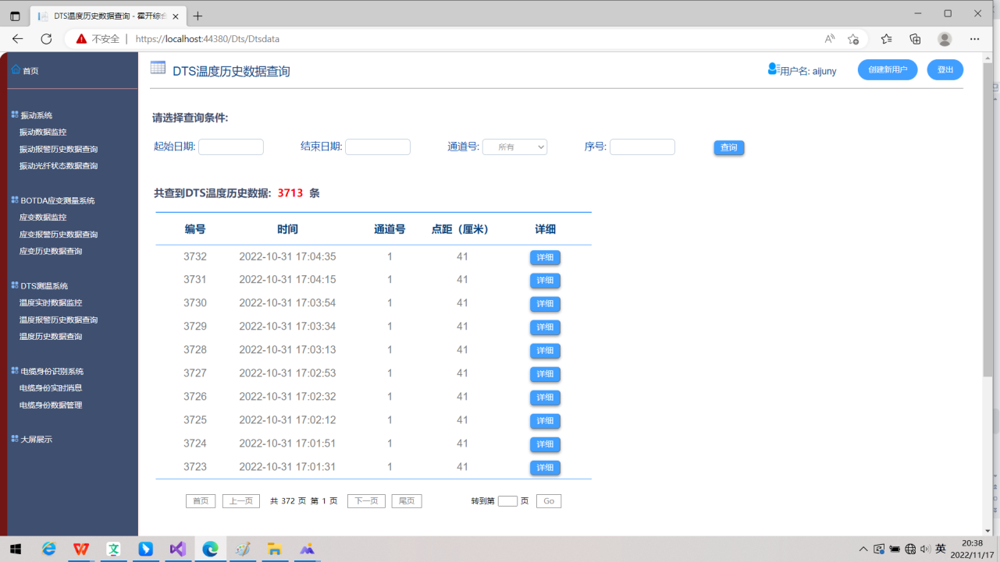 DTS温度历史数据查询 - 霍开综合
不安全 | https://localhost:44380/Dts/Dtsdata
首页
DTS温度历史数据查询
用户名: aijuny
创建新用户
登出
振动系统
振动数据监控
振动报警历史数据查询
振动光纤状态数据查询
BOTDA应变测量系统
应变数据监控
应变报警历史数据查询
应变历史数据查询
DTS测温系统
温度实时数据监控
温度报警历史数据查询
温度历史数据查询
电缆身份识别系统
电缆身份实时消息
电缆身份数据管理
大屏展示
请选择查询条件:
起始日期: 结束日期: 通道号: 所有 序号: 查询
共查到DTS温度历史数据: 3713 条
编号 时间 通道号 点距（厘米） 详细
3732 2022-10-31 17:04:35 1 41 详细
3731 2022-10-31 17:04:15 1 41 详细
3730 2022-10-31 17:03:54 1 41 详细
3729 2022-10-31 17:03:34 1 41 详细
3728 2022-10-31 17:03:13 1 41 详细
3727 2022-10-31 17:02:53 1 41 详细
3726 2022-10-31 17:02:32 1 41 详细
3725 2022-10-31 17:02:12 1 41 详细
3724 2022-10-31 17:01:51 1 41 详细
3723 2022-10-31 17:01:31 1 41 详细
首页 上一页 共 372 页 第 1 页 下一页 尾页 转到第 页 Go
英
20:38
2022/11/17